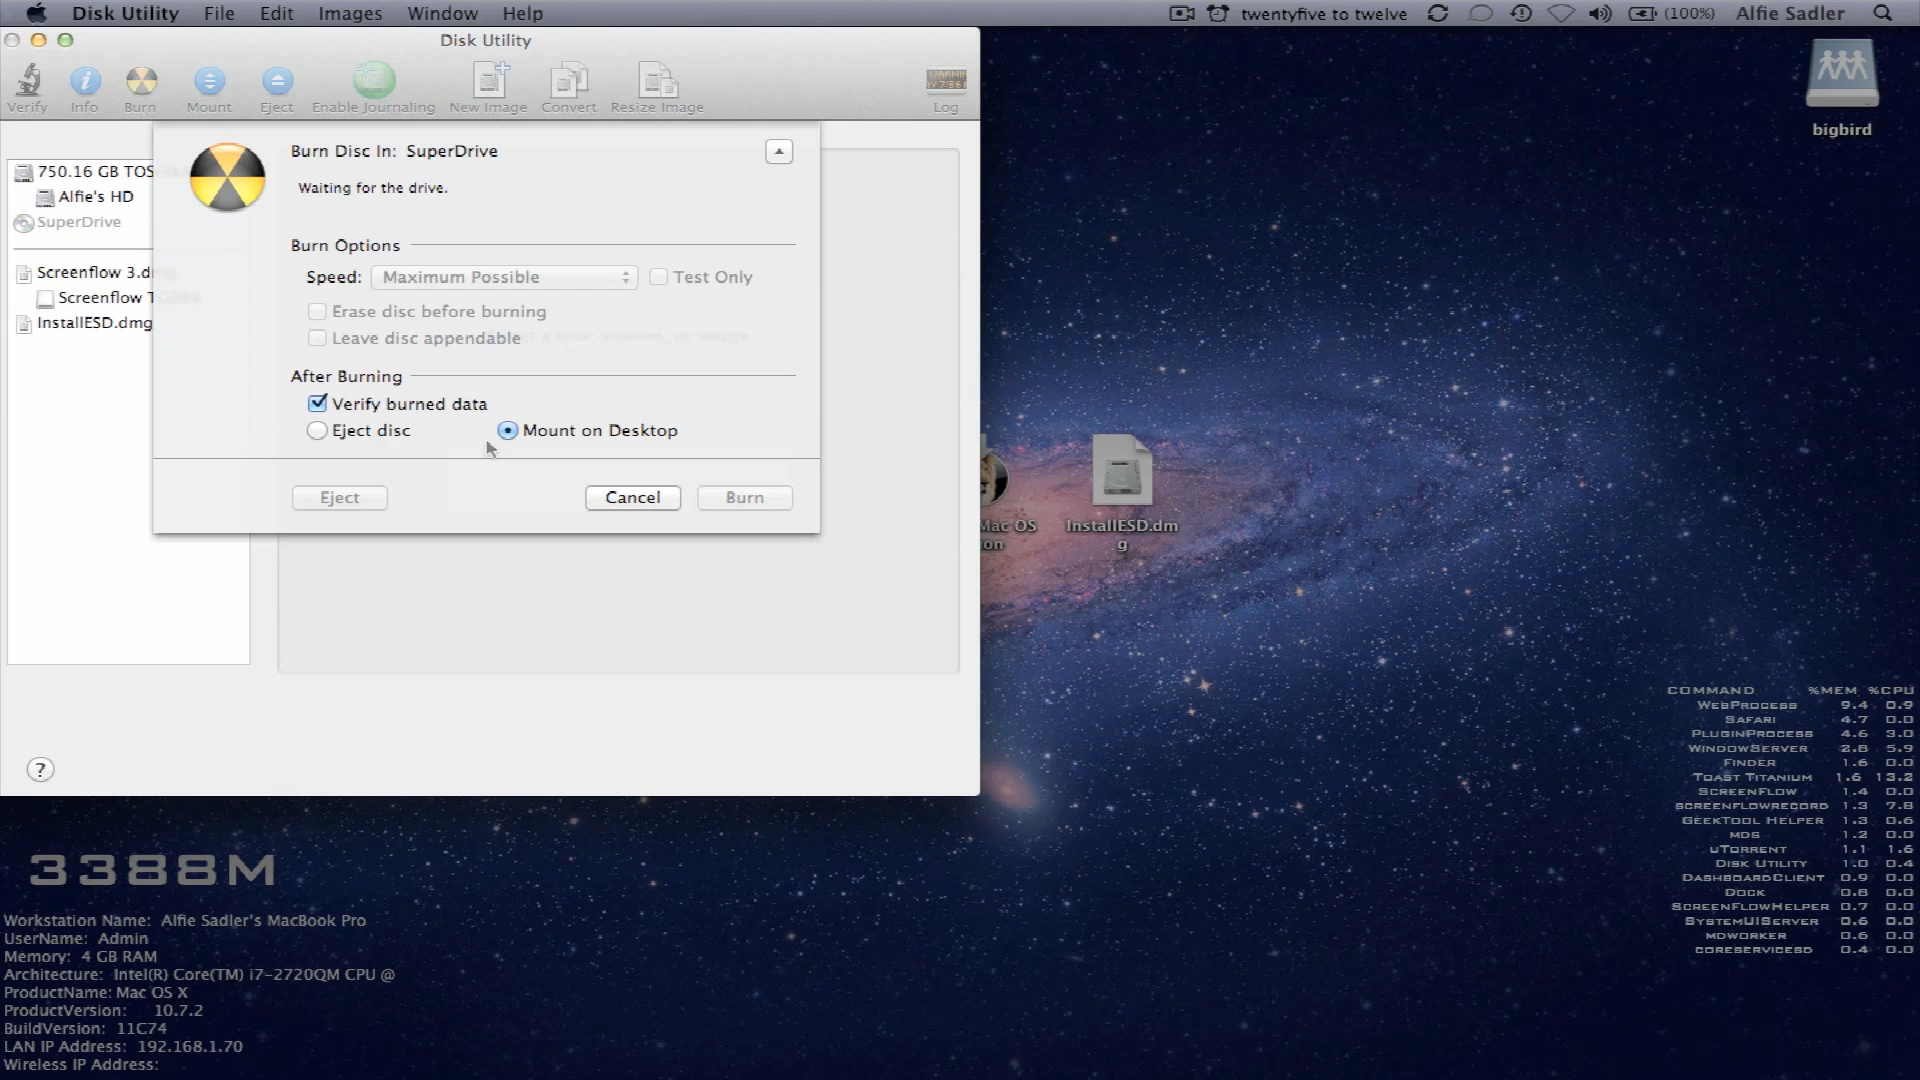 Disk Utility File Edit Images Window Help
twentyfive to twelve (100%) Alfie Sadler
Disk Utility
Verify Info Burn Mount Eject Enable Journaling New Image Convert Resize Image Log
bigbird
750.16 GB TOS
Alfie's HD
SuperDrive
Screenflow 3.dmg
Screenflow
InstallESD.dmg
Burn Disc In: SuperDrive
Waiting for the drive.
Burn Options
Speed: Maximum Possible Test Only
Erase disc before burning
Leave disc appendable
After Burning
Verify burned data
Eject disc Mount on Desktop
Eject Cancel Burn
?
Mac OS
ion
InstallESD.dm
g
COMMAND %MEM %CPU
WebProcess 9.4 0.9
Safari 4.7 0.0
PluginProcess 4.6 3.0
WindowServer 2.8 5.9
Finder 1.6 0.0
Toast Titanium 1.6 13.2
ScreenFlow 1.4 0.0
screenflowrecord 1.3 7.8
GeekTool Helper 1.3 0.6
mds 1.2 0.0
uTorrent 1.1 1.6
Disk Utility 1.0 0.4
DashboardClient 0.9 0.0
Dock 0.8 0.0
ScreenFlowHelper 0.7 0.0
SystemUIServer 0.6 0.0
mdworker 0.6 0.0
coreservicesd 0.4 0.0
3388M
Workstation Name: Alfie Sadler's MacBook Pro
UserName: Admin
Memory: 4 GB RAM
Architecture: Intel(R) Core(TM) i7-2720QM CPU @
ProductName: Mac OS X
ProductVersion: 10.7.2
BuildVersion: 11C74
LAN IP Address: 192.168.1.70
Wireless IP Address: